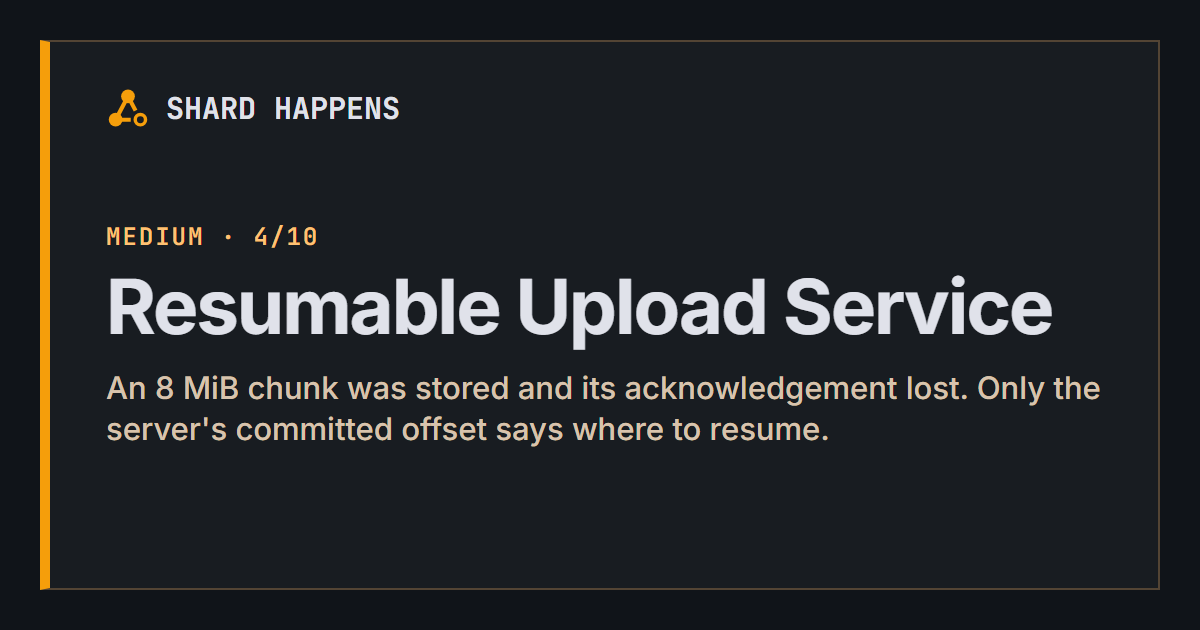 SHARD HAPPENS
MEDIUM · 4/10
Resumable Upload Service
An 8 MiB chunk was stored and its acknowledgement lost. Only the
server's committed offset says where to resume.